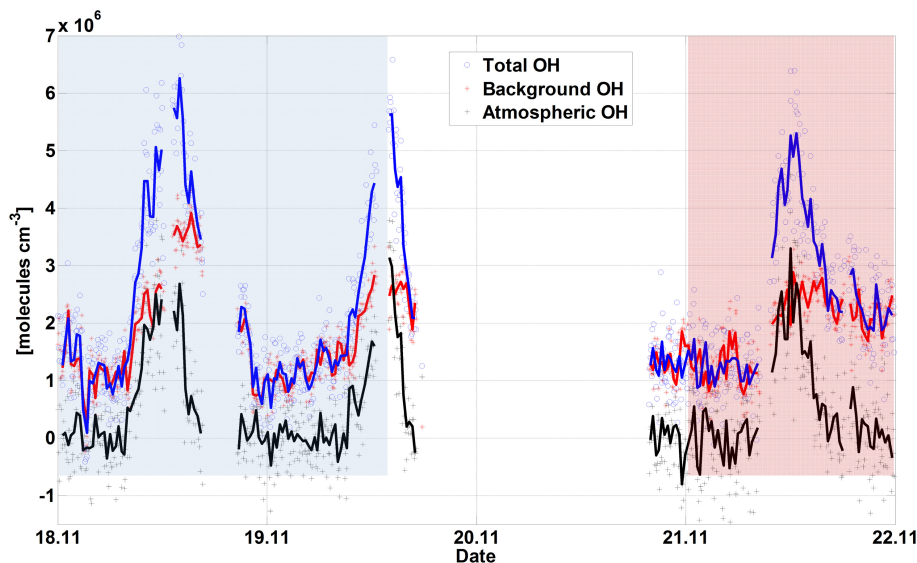 7 x 10^6
Total OH
Background OH
Atmospheric OH
6
5
4
3
2
1
0
-1
[molecules cm^-3]
18.11 19.11 20.11 21.11 22.11
Date